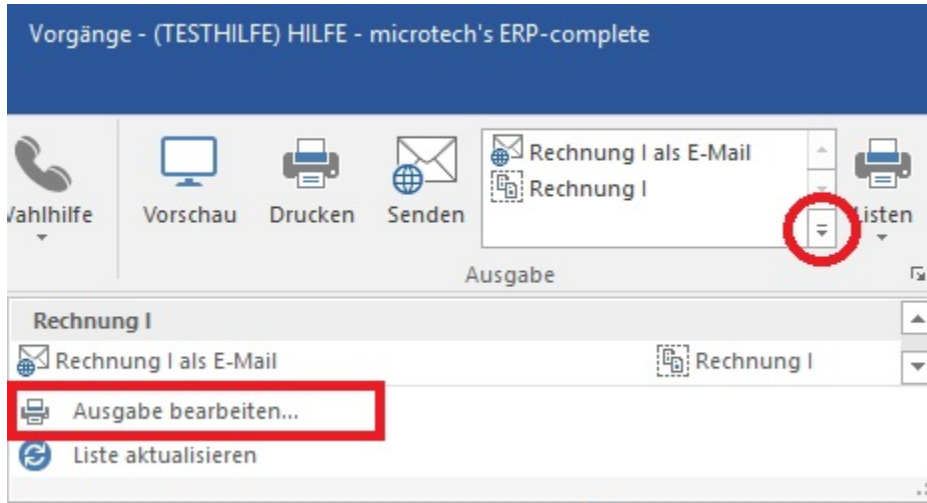 Vorgänge - (TESTHILFE) HILFE - microtech's ERP-complete
Rechnung I als E-Mail
Rechnung I
Vahlhilfe
Vorschau
Drucken
Senden
Listen
Ausgabe
Rechnung I
Rechnung I als E-Mail
Rechnung I
Ausgabe bearbeiten...
Liste aktualisieren